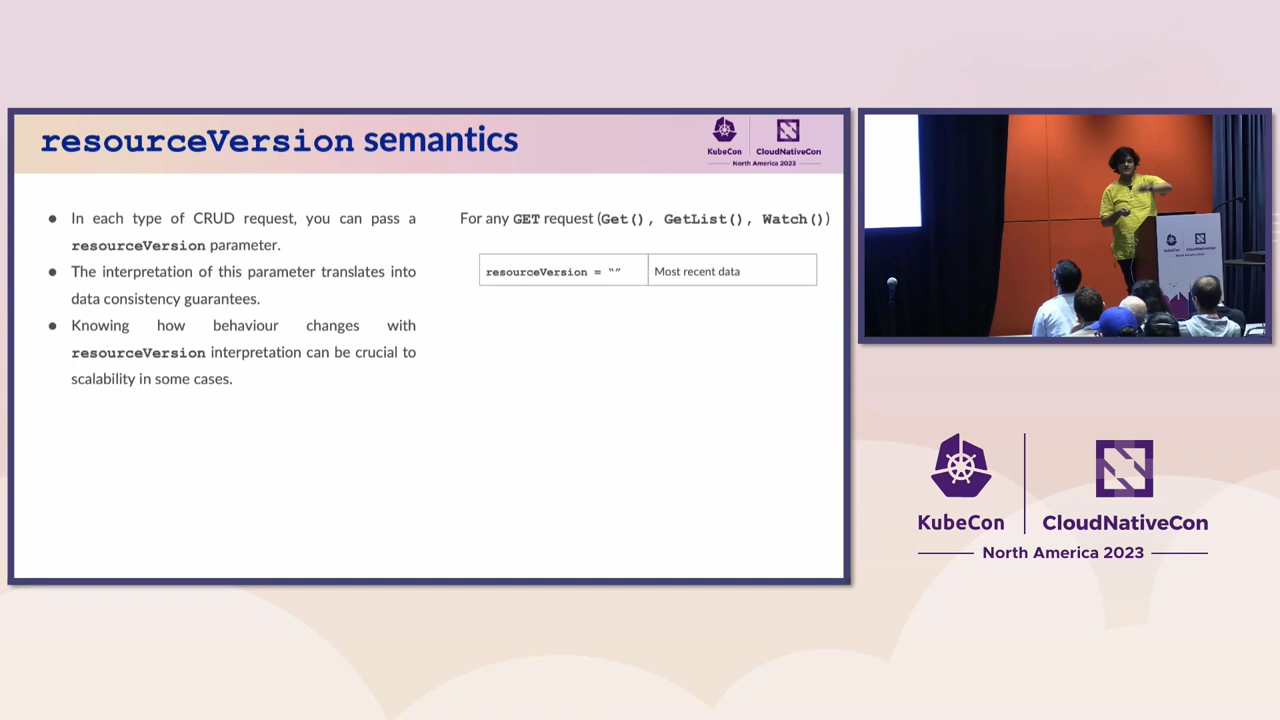 resourceVersion semantics
KubeCon
CloudNativeCon
North America 2023
● In each type of CRUD request, you can pass a
resourceVersion parameter.
● The interpretation of this parameter translates into
data consistency guarantees.
● Knowing how behaviour changes with
resourceVersion interpretation can be crucial to
scalability in some cases.
For any GET request (Get(), GetList(), Watch())
resourceVersion = “” Most recent data
KubeCon
CloudNativeCon
North America 2023